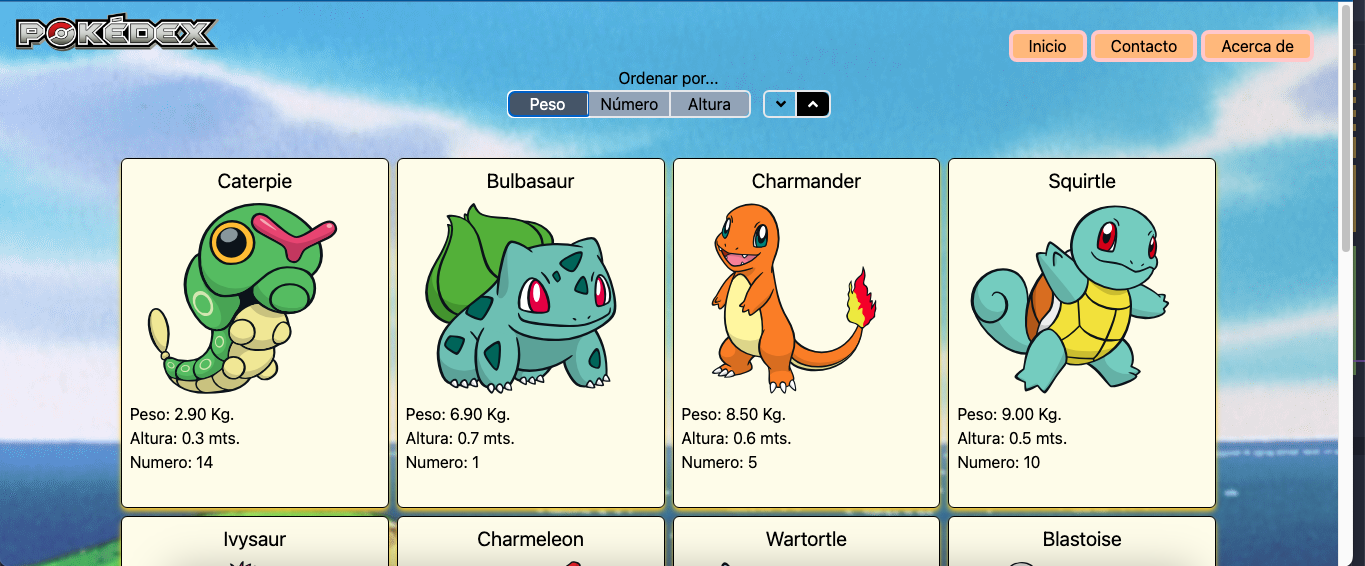 POKÉDEX
Inicio Contacto Acerca de
Ordenar por...
Peso Número Altura
Caterpie Bulbasaur Charmander Squirtle
Peso: 2.90 Kg. Peso: 6.90 Kg. Peso: 8.50 Kg. Peso: 9.00 Kg.
Altura: 0.3 mts. Altura: 0.7 mts. Altura: 0.6 mts. Altura: 0.5 mts.
Numero: 14 Numero: 1 Numero: 5 Numero: 10
Ivysaur Charmeleon Wartortle Blastoise